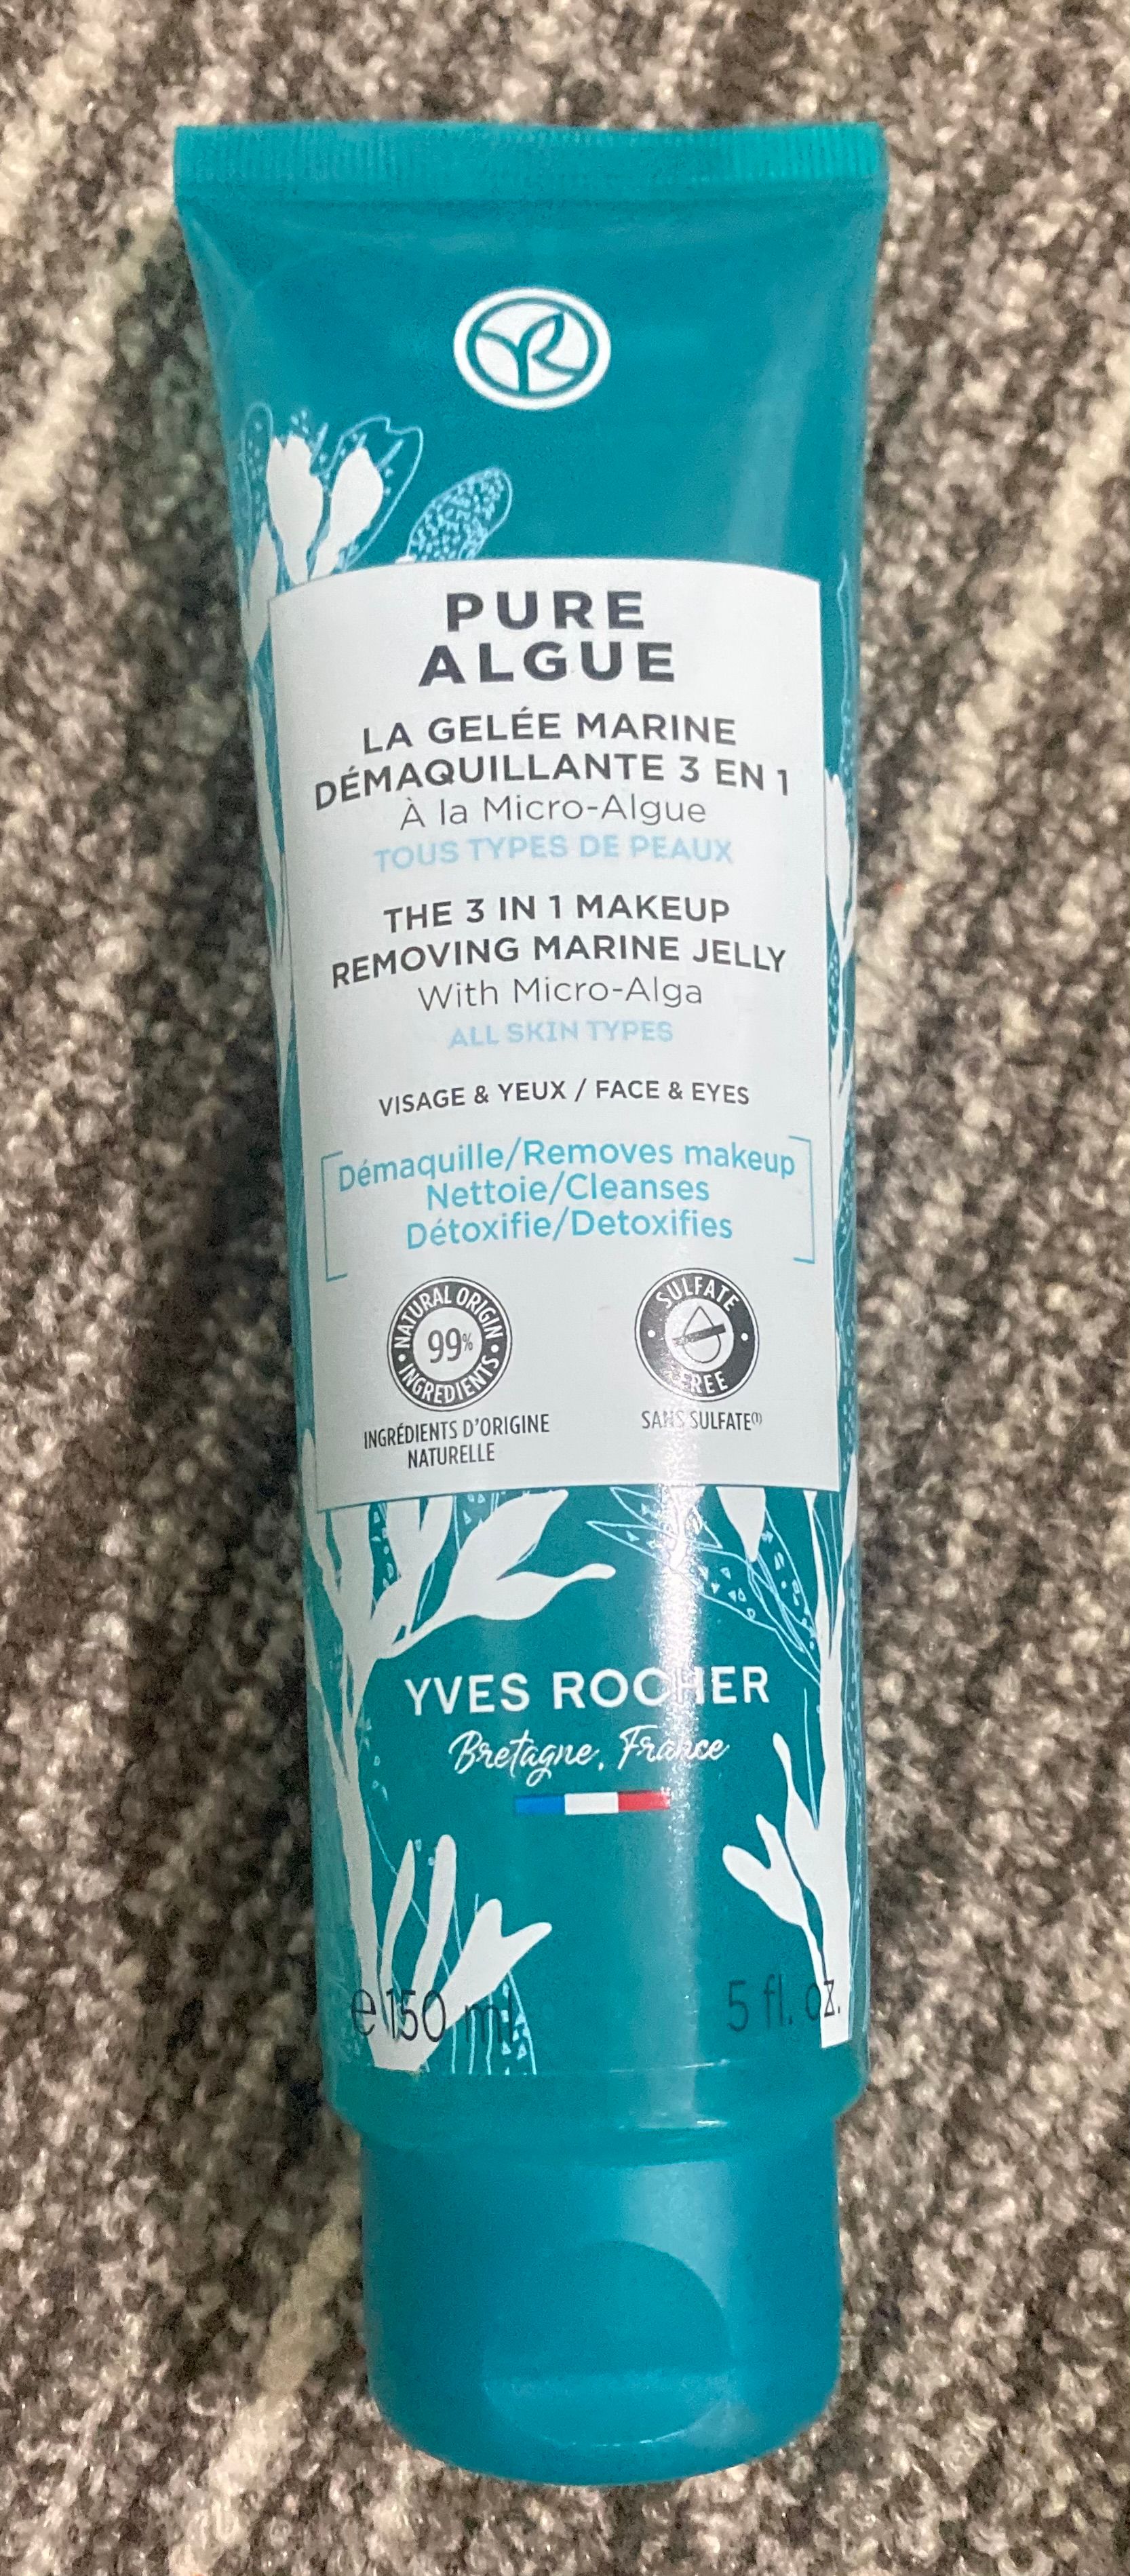 YR
PURE
ALGUE
LA GELÉE MARINE
DÉMAQUILLANTE 3 EN 1
À la Micro-Algue
TOUS TYPES DE PEAUX
THE 3 IN 1 MAKEUP
REMOVING MARINE JELLY
With Micro-Alga
ALL SKIN TYPES
VISAGE & YEUX / FACE & EYES
Démaquille/Removes makeup
Nettoie/Cleanses
Détoxifie/Detoxifies
NATURAL ORIGIN
99%
INGREDIENTS
INGRÉDIENTS D'ORIGINE
NATURELLE
SULFATE
FREE
SANS SULFATE(1)
YVES ROCHER
Bretagne, France
e 150 ml
5 fl. oz.